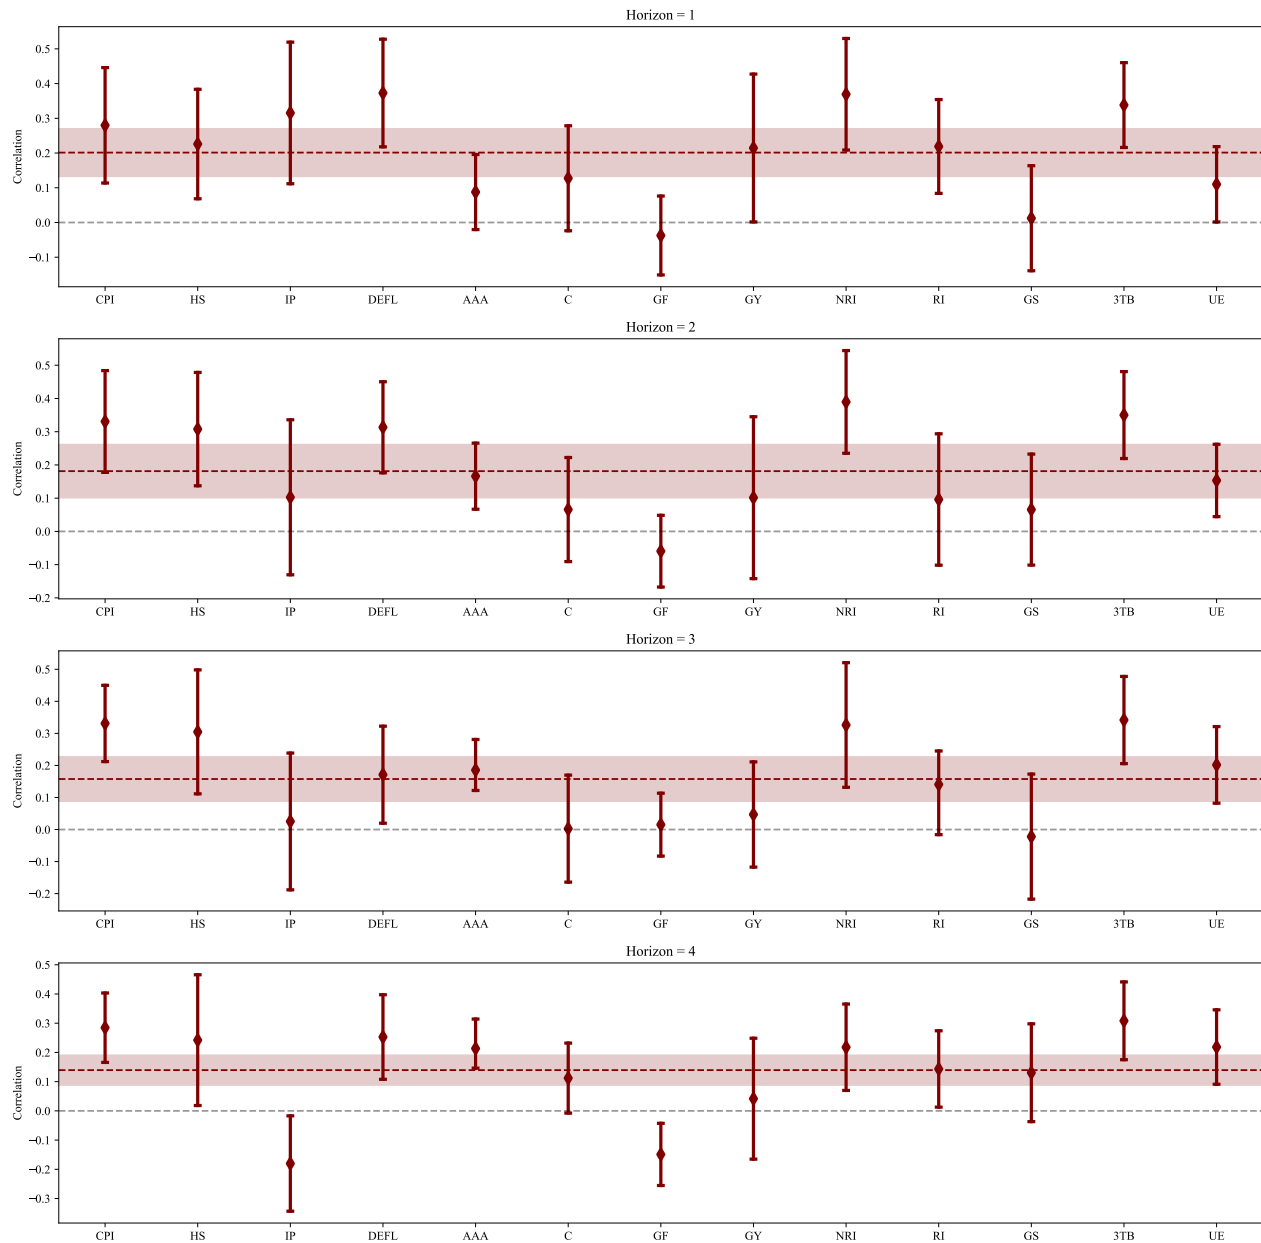 Horizon = 1
Correlation
0.5
0.4
0.3
0.2
0.1
0.0
−0.1
CPI HS IP DEFL AAA C GF GY NRI RI GS 3TB UE
Horizon = 2
Correlation
0.5
0.4
0.3
0.2
0.1
0.0
−0.1
−0.2
CPI HS IP DEFL AAA C GF GY NRI RI GS 3TB UE
Horizon = 3
Correlation
0.5
0.4
0.3
0.2
0.1
0.0
−0.1
−0.2
CPI HS IP DEFL AAA C GF GY NRI RI GS 3TB UE
Horizon = 4
Correlation
0.5
0.4
0.3
0.2
0.1
0.0
−0.1
−0.2
−0.3
CPI HS IP DEFL AAA C GF GY NRI RI GS 3TB UE